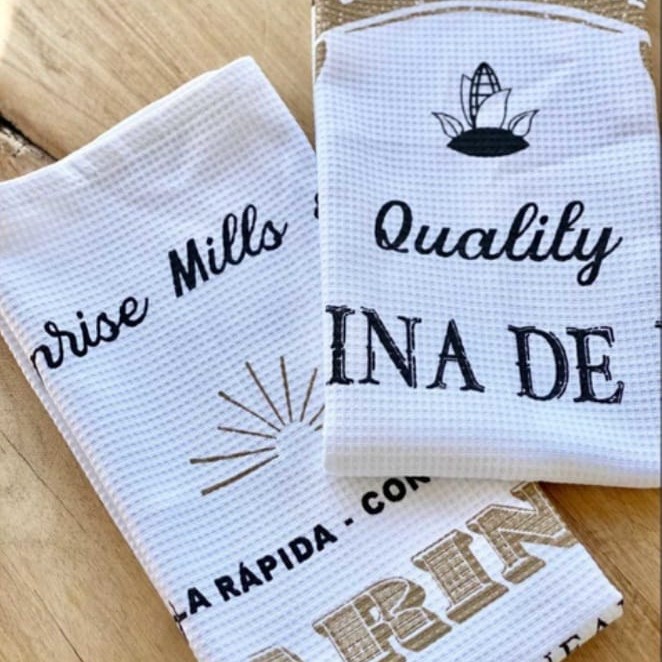 nrise Mills
LA RÁPIDA - CON
ARIN
Quality
INA DE